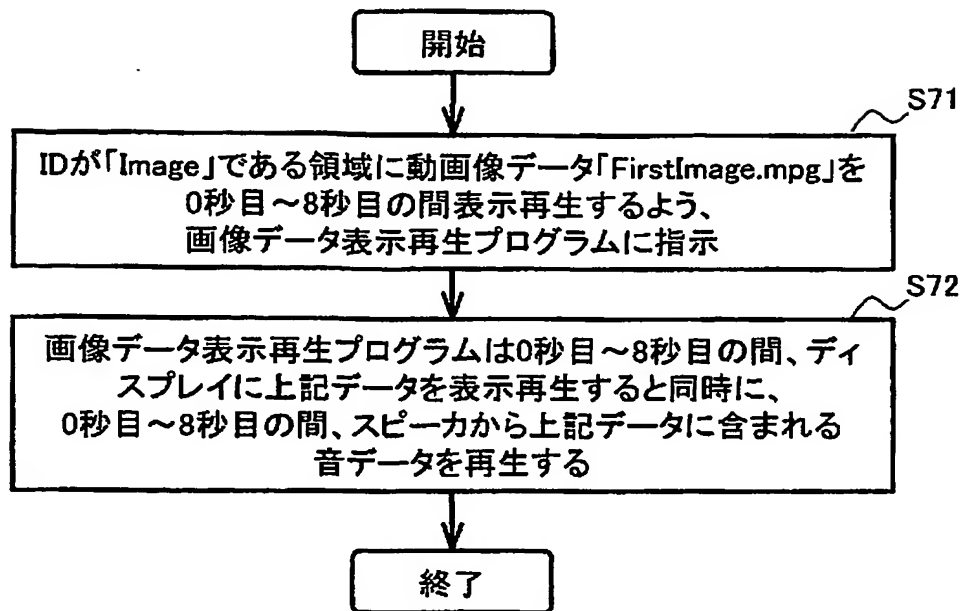 開始
S71
IDが「Image」である領域に動画像データ「FirstImage.mpg」を
0秒目～8秒目の間表示再生するよう、
画像データ表示再生プログラムに指示
S72
画像データ表示再生プログラムは0秒目～8秒目の間、ディ
スプレイに上記データを表示再生すると同時に、
0秒目～8秒目の間、スピーカから上記データに含まれる
音データを再生する
終了